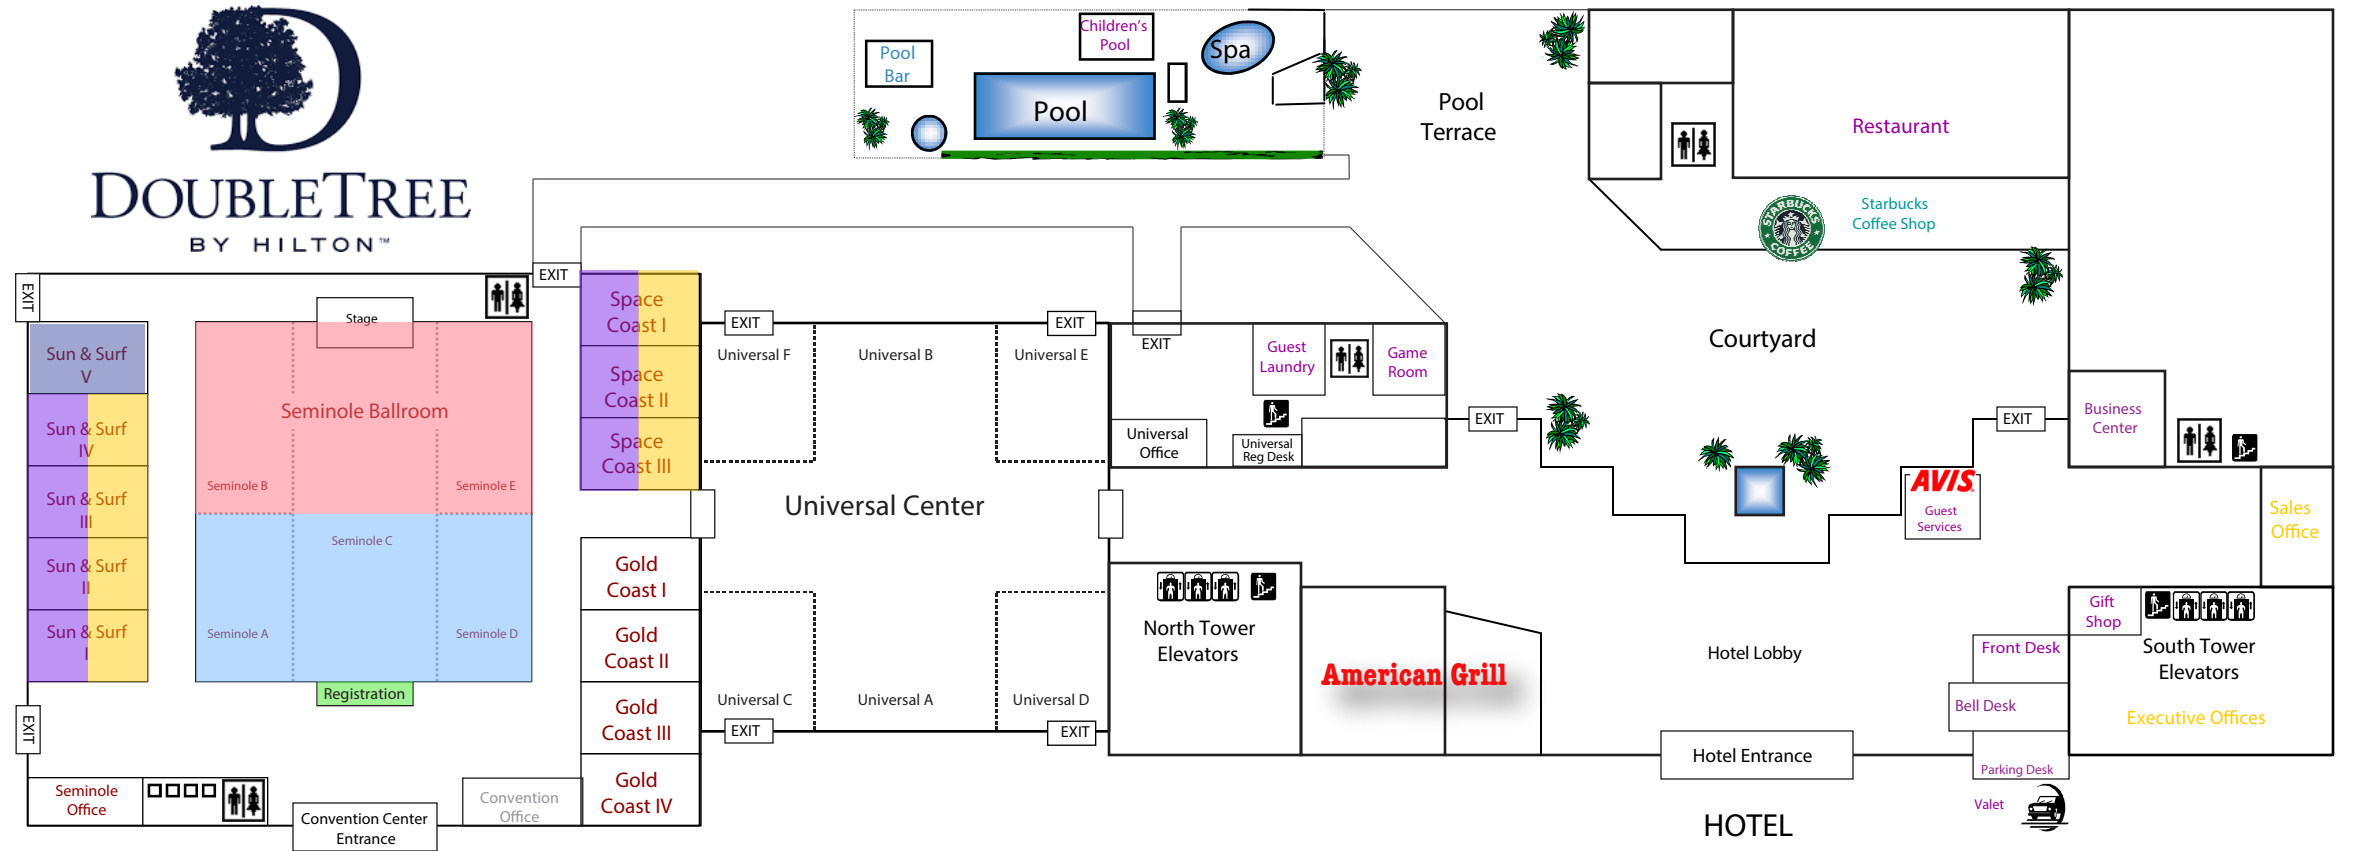 DOUBLETREE
BY HILTON™
Pool
Bar
Children's
Pool
Spa
Pool
Pool
Terrace
Restaurant
STARBUCKS
COFFEE
Starbucks
Coffee Shop
EXIT
EXIT
Stage
Sun & Surf
V
Sun & Surf
IV
Sun & Surf
III
Sun & Surf
II
Sun & Surf
I
EXIT
Seminole Ballroom
Seminole B
Seminole E
Seminole C
Seminole A
Seminole D
Registration
Seminole
Office
Convention Center
Entrance
Convention
Office
Space
Coast I
Space
Coast II
Space
Coast III
Gold
Coast I
Gold
Coast II
Gold
Coast III
Gold
Coast IV
EXIT
EXIT
Universal F
Universal B
Universal E
Universal Center
Universal C
Universal A
Universal D
EXIT
EXIT
EXIT
Guest
Laundry
Game
Room
Universal
Office
Universal
Reg Desk
EXIT
Courtyard
EXIT
Business
Center
AVIS
Guest
Services
Sales
Office
North Tower
Elevators
American Grill
Hotel Lobby
Gift
Shop
Front Desk
South Tower
Elevators
Bell Desk
Executive Offices
Hotel Entrance
Parking Desk
Valet
HOTEL